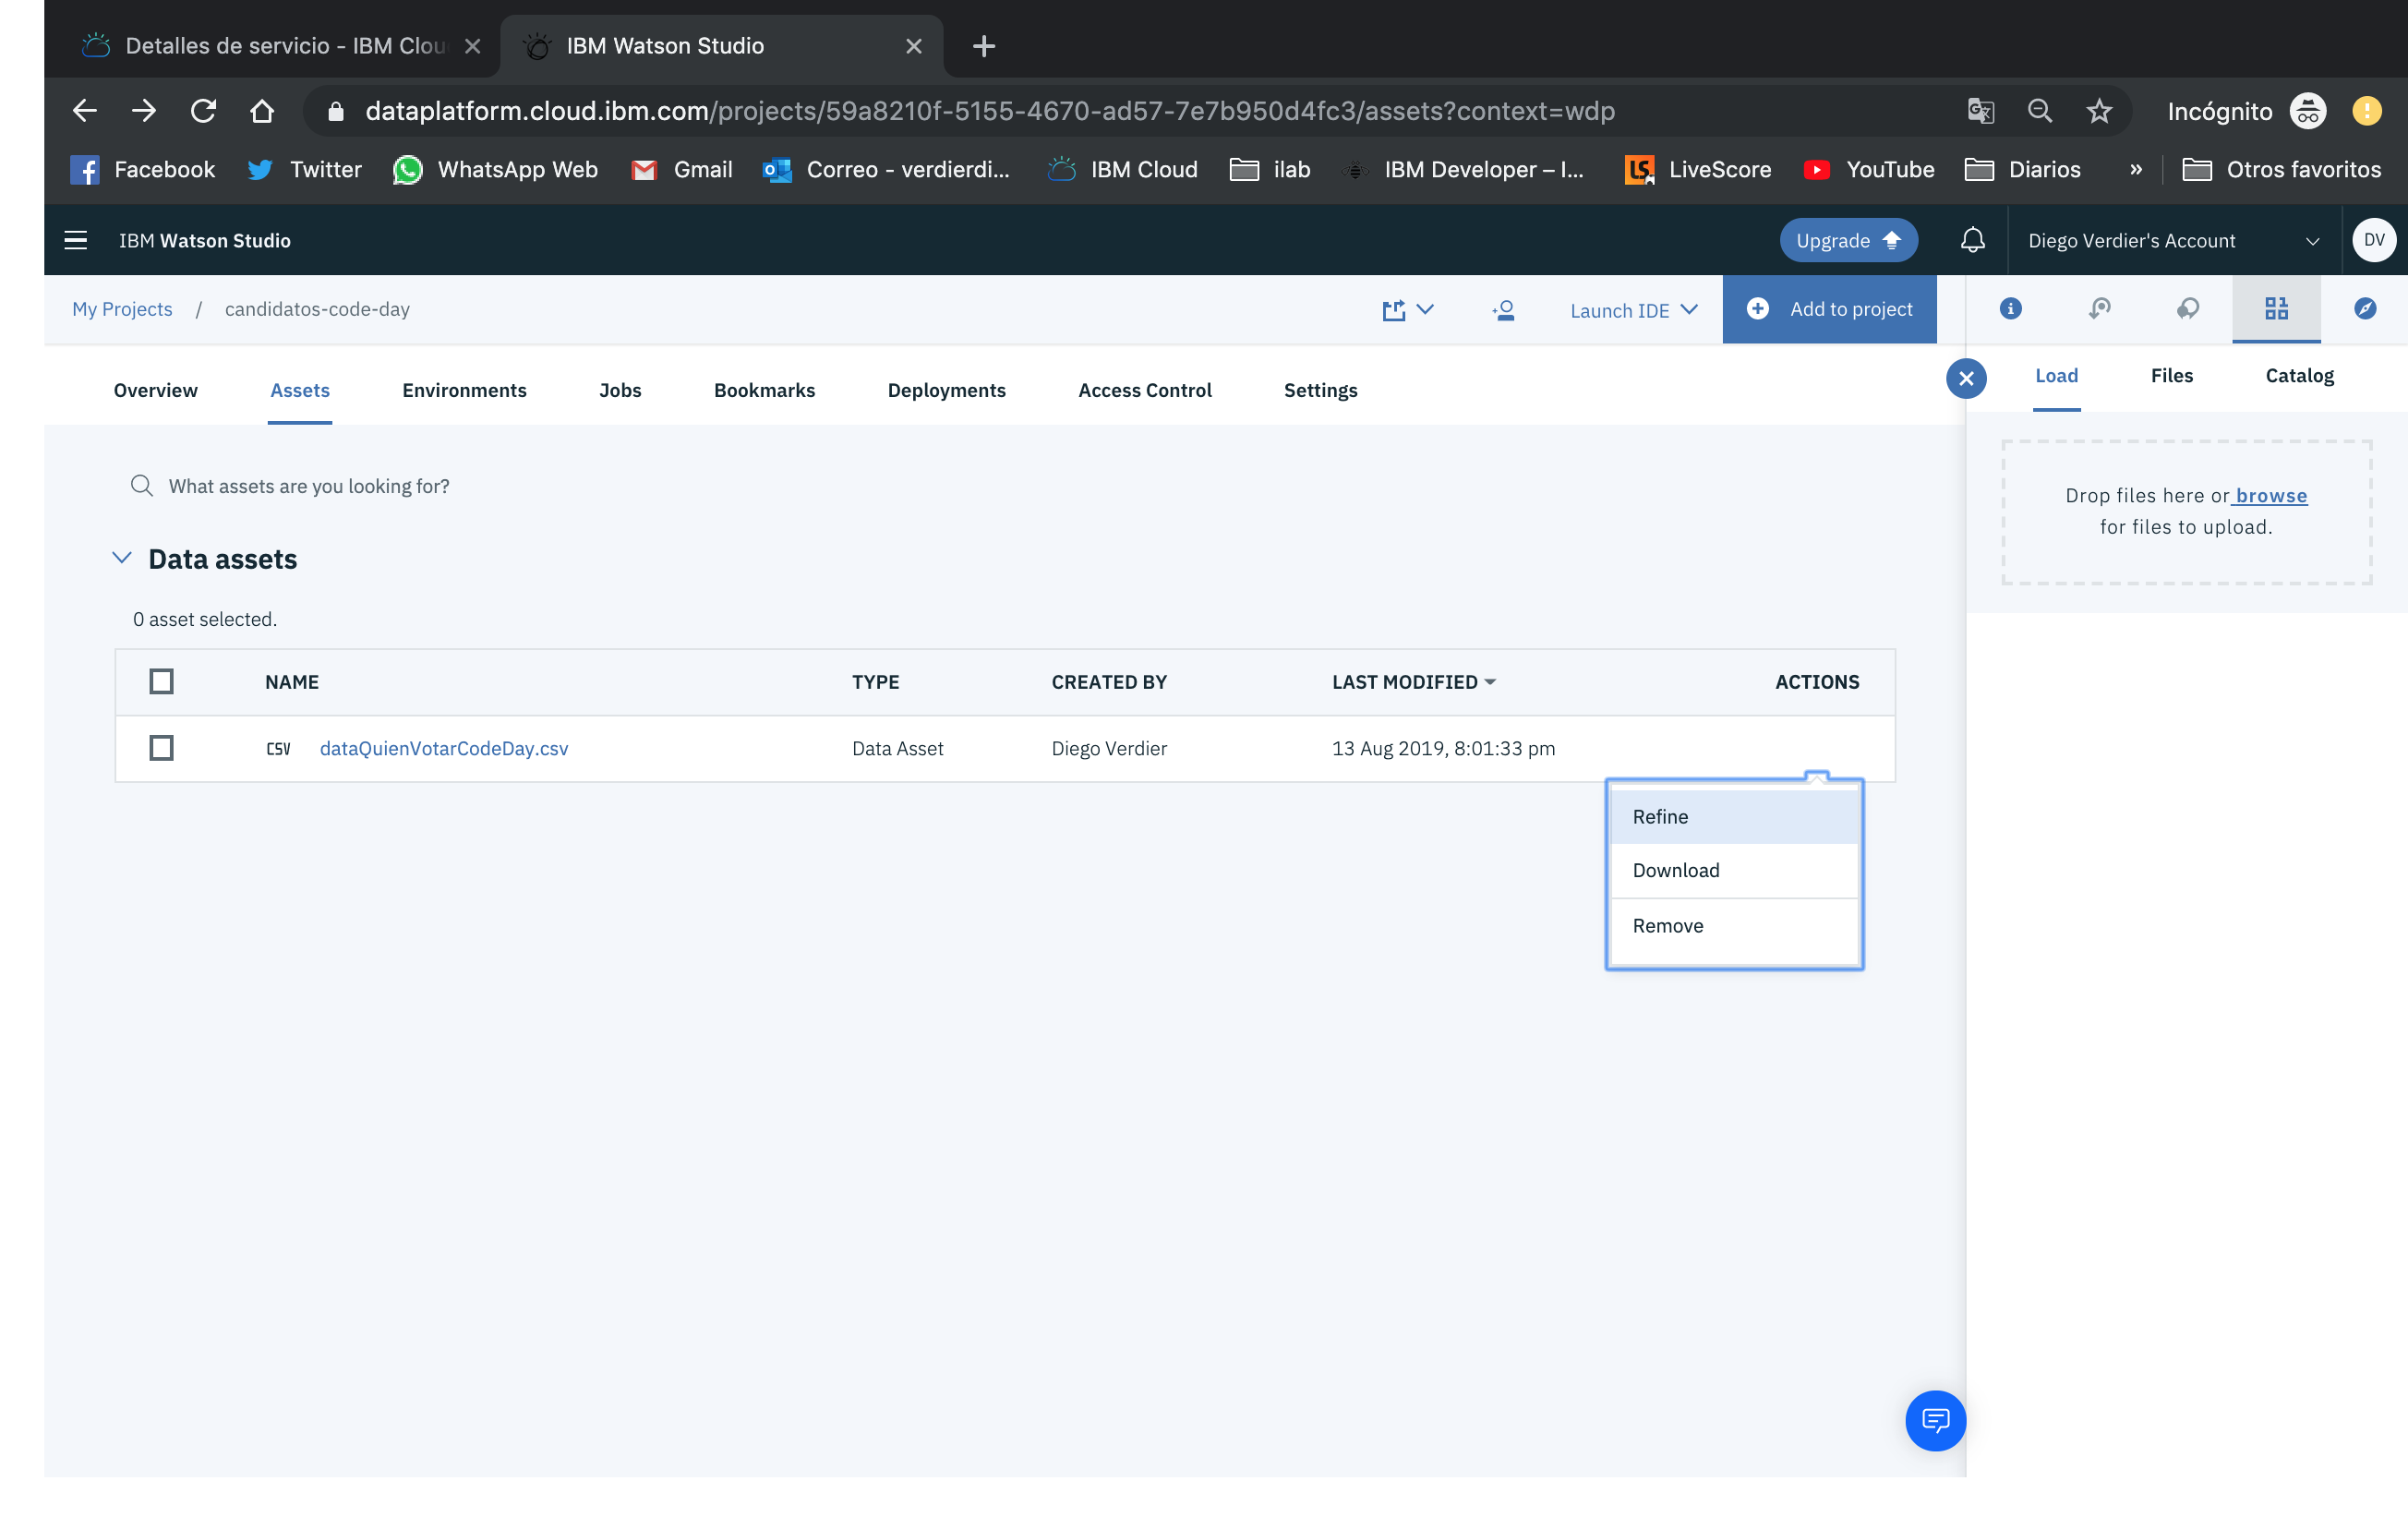 Detalles de servicio - IBM Clou
IBM Watson Studio
dataplatform.cloud.ibm.com/projects/59a8210f-5155-4670-ad57-7e7b950d4fc3/assets?context=wdp
Incógnito
Facebook
Twitter
WhatsApp Web
Gmail
Correo - verdierdi...
IBM Cloud
ilab
IBM Developer – I...
LiveScore
YouTube
Diarios
»
Otros favoritos
IBM Watson Studio
Upgrade
Diego Verdier's Account
DV
My Projects / candidatos-code-day
Launch IDE
Add to project
Overview
Assets
Environments
Jobs
Bookmarks
Deployments
Access Control
Settings
Load
Files
Catalog
Drop files here or browse
for files to upload.
What assets are you looking for?
Data assets
0 asset selected.
NAME
TYPE
CREATED BY
LAST MODIFIED
ACTIONS
CSV
dataQuienVotarCodeDay.csv
Data Asset
Diego Verdier
13 Aug 2019, 8:01:33 pm
Refine
Download
Remove